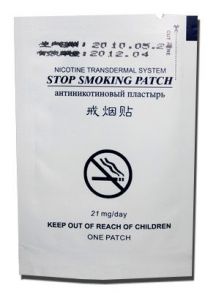 2010.05.2
2012.04
NICOTINE TRANSDERMAL SYSTEM
STOP SMOKING PATCH
антиникотиновый пластырь
戒烟贴
21 mg/day
KEEP OUT OF REACH OF CHILDREN
ONE PATCH